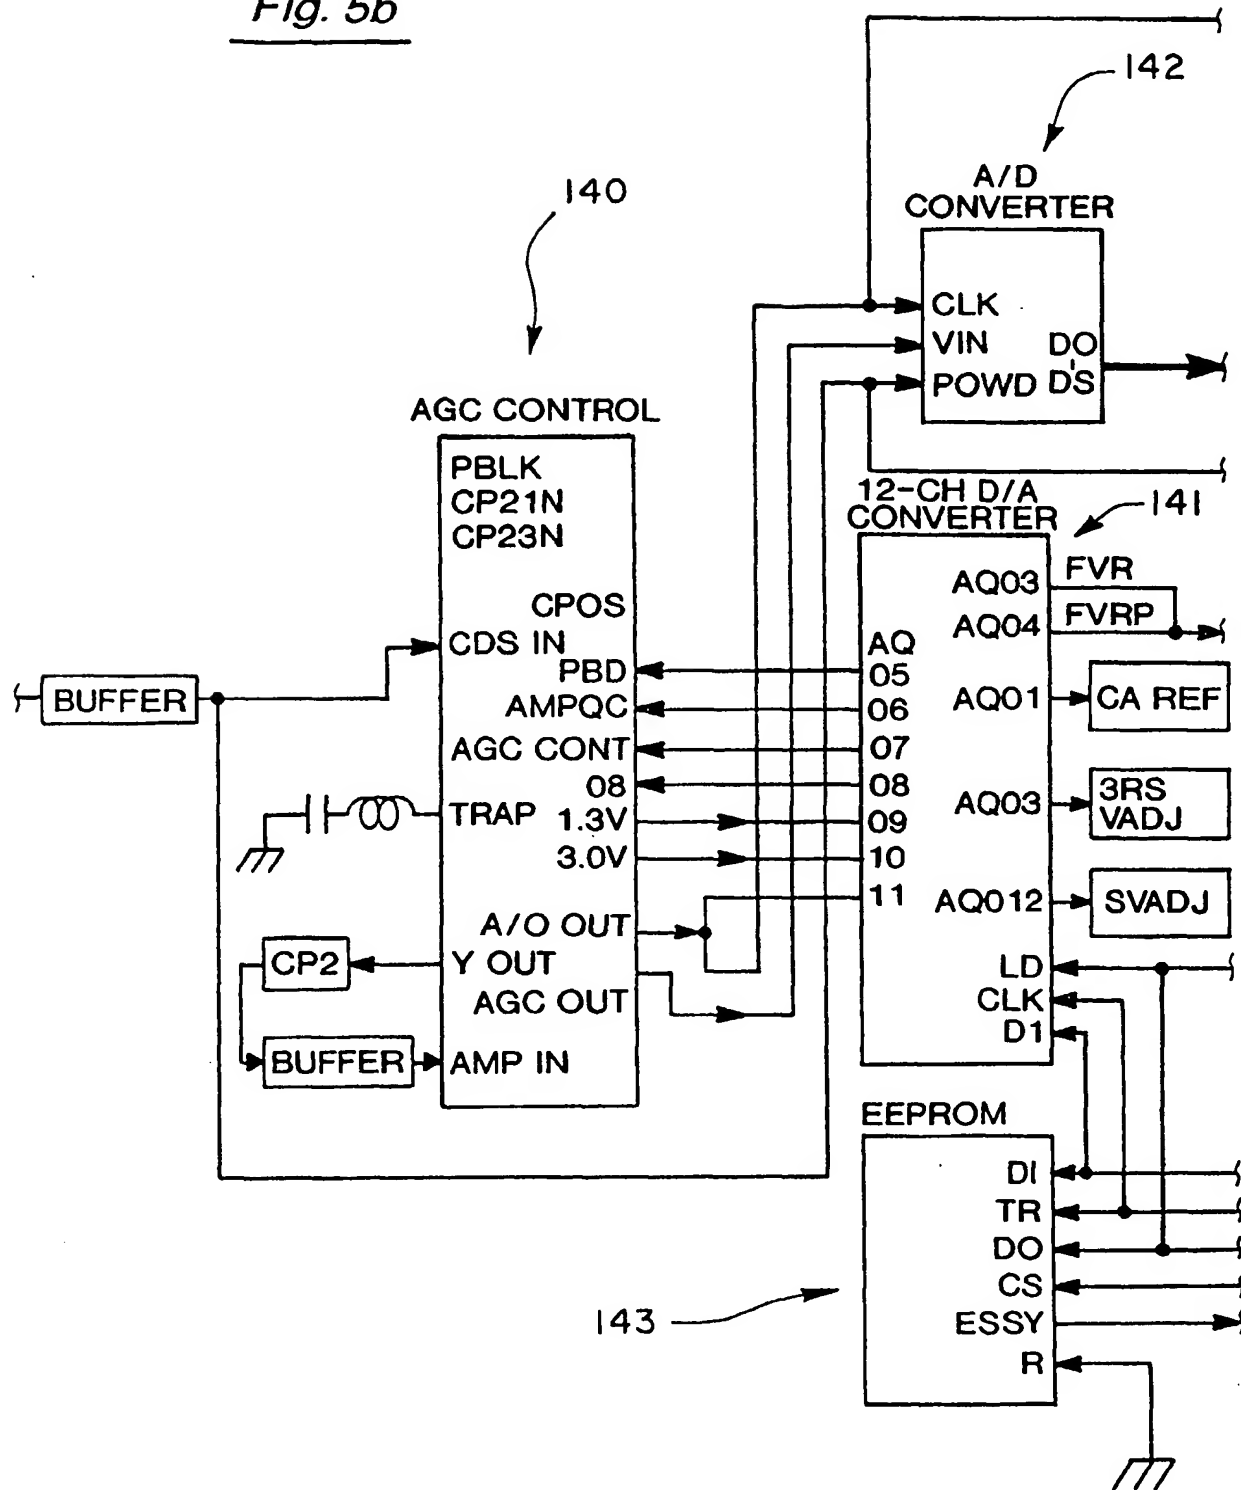 Fig. 5b
142
A/D
CONVERTER
140
CLK
VIN
DO
POWD
D'S
AGC CONTROL
PBLK
CP21N
CP23N
CPOS
CDS IN
PBD
AMPQC
AGC CONT
08
TRAP
1.3V
3.0V
A/O OUT
Y OUT
AGC OUT
AMP IN
BUFFER
CP2
BUFFER
12-CH D/A
CONVERTER
141
AQ03
FVR
AQ04
FVRP
AQ
05
06
07
08
09
10
11
AQ01
CA REF
AQ03
3RS
VADJ
AQ012
SVADJ
LD
CLK
D1
EEPROM
DI
TR
DO
CS
ESSY
R
143